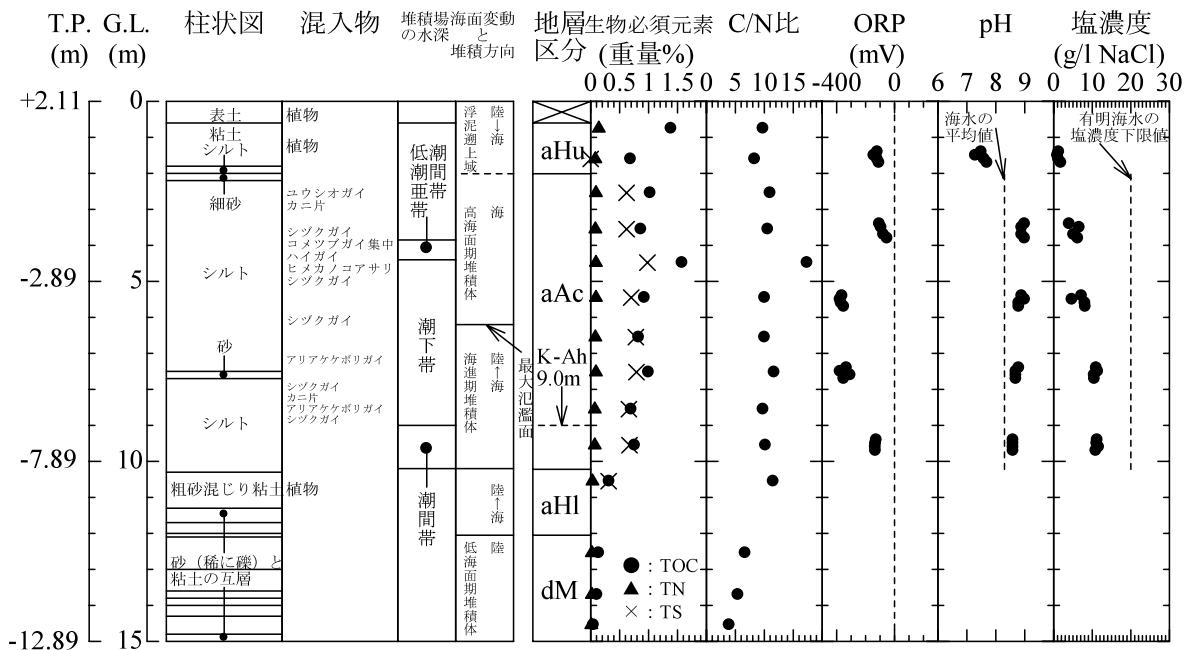 T.P. G.L. 柱状図 混入物 堆積場 海面変動 地層 生物必須元素 C/N比 ORP pH 塩濃度
の水深 と 区分 (重量%) (mV) (g/l NaCl)
(m) (m) 堆積方向
0 0.5 1 1.5 0 5 10 15 -400 0 6 7 8 9 0 10 20 30
+2.11 0
-2.89 5
-7.89 10
-12.89 15
表土
粘土
シルト
細砂
シルト
砂
シルト
粗砂混じり粘土
砂（稀に礫）と
粘土の互層
植物
植物
ユウシオガイ
カニ片
シヅクガイ
コメツブガイ集中
ハイガイ
ヒメカノコアサリ
シヅクガイ
シヅクガイ
アリアケケボリガイ
シヅクガイ
カニ片
アリアケケボリガイ
シヅクガイ
植物
低潮亜帯
潮間帯
潮下帯
潮間帯
浮泥遡上域
陸↓海
高海面期堆積体
海
海進期堆積体
陸↑海
陸↑海
低海面期堆積体
陸
最大氾濫面
aHu
aAc
K-Ah
9.0m
aHl
dM
：TOC
：TN
：TS
海水の
平均値
有明海水の
塩濃度下限値